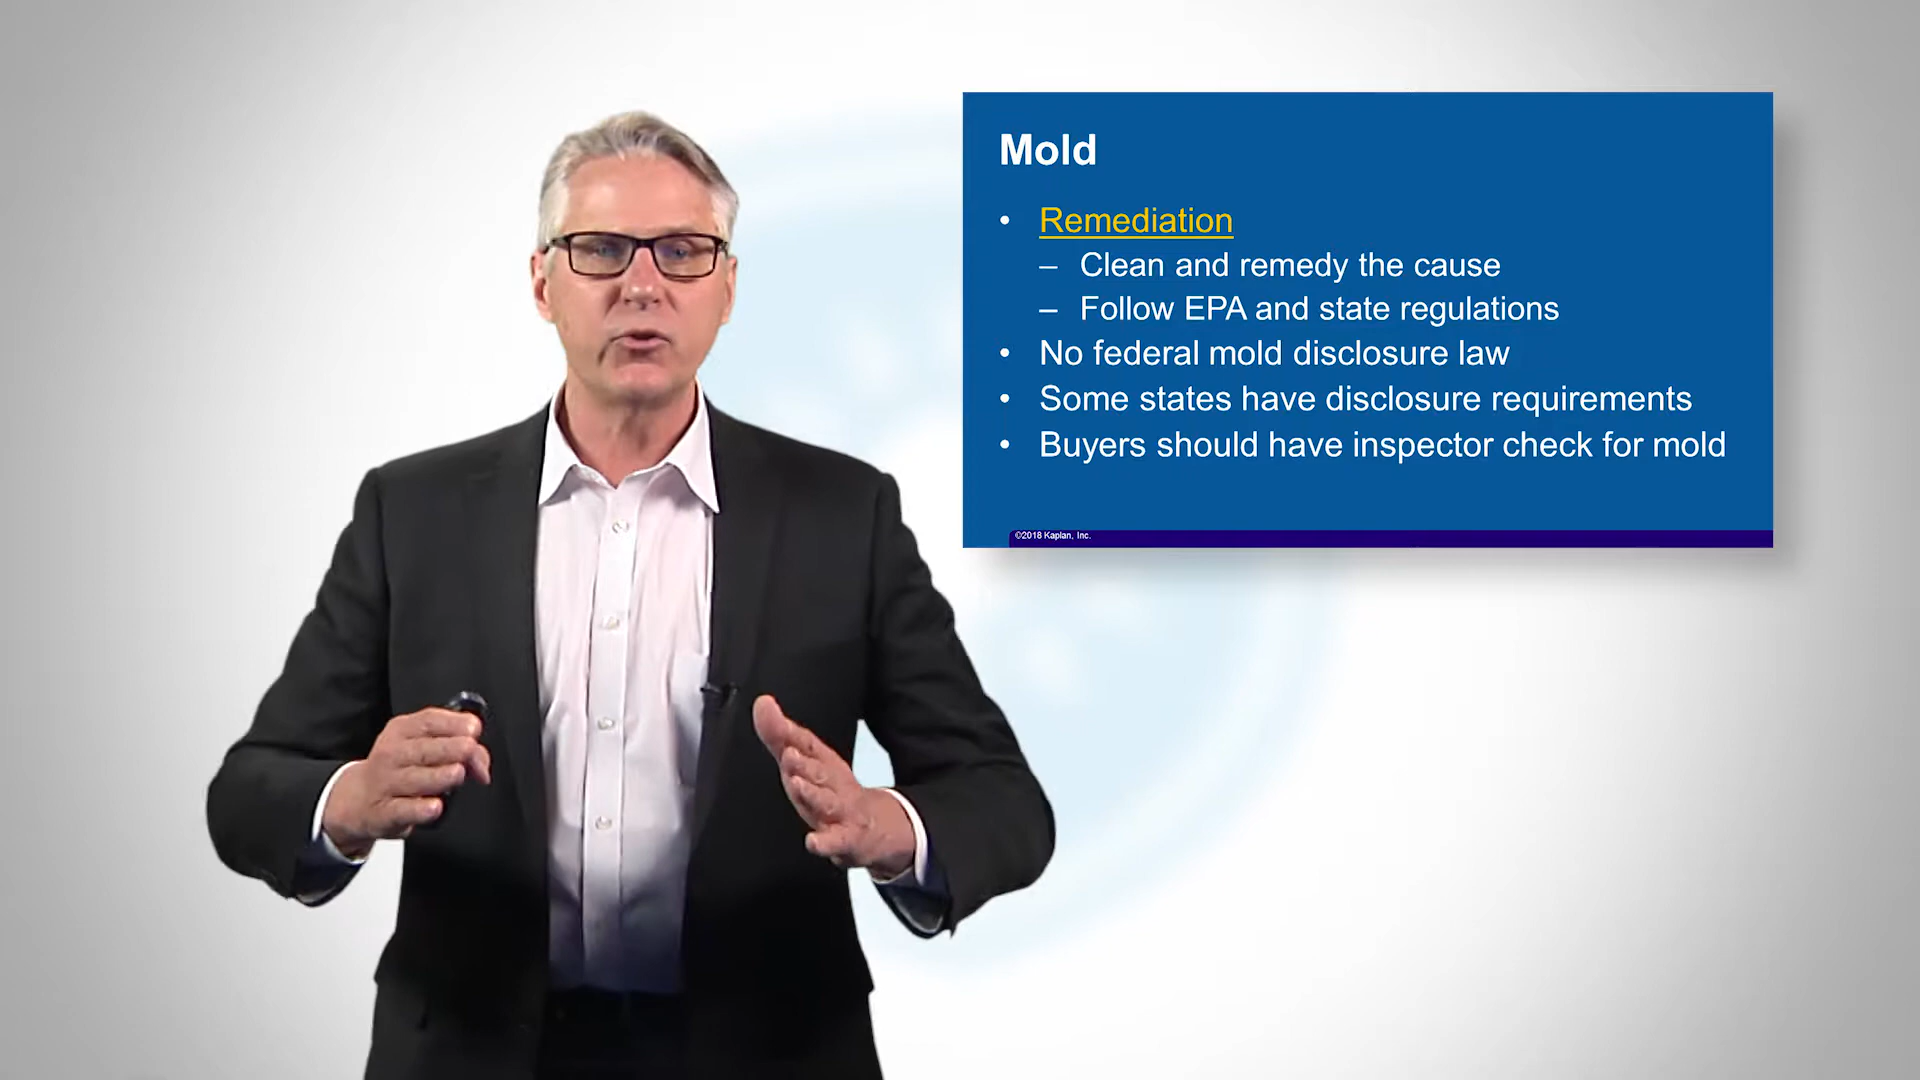 Mold
• Remediation
– Clean and remedy the cause
– Follow EPA and state regulations
• No federal mold disclosure law
• Some states have disclosure requirements
• Buyers should have inspector check for mold
©2018 Kaplan, Inc.